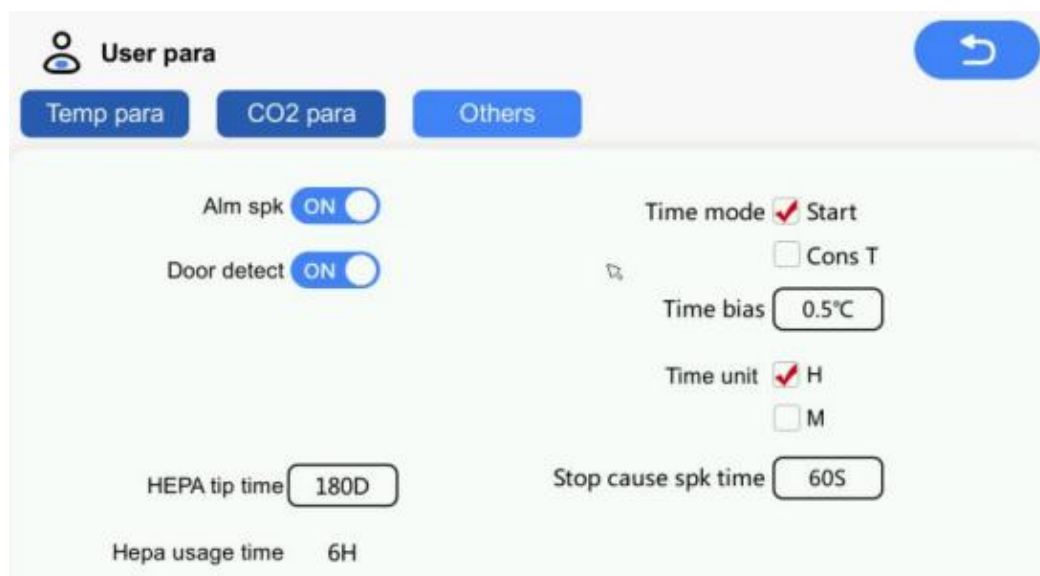 User para
Temp para CO2 para Others
Alm spk ON
Door detect ON
HEPA tip time 180D
Hepa usage time 6H
Time mode Start
Cons T
Time bias 0.5℃
Time unit H
M
Stop cause spk time 60S